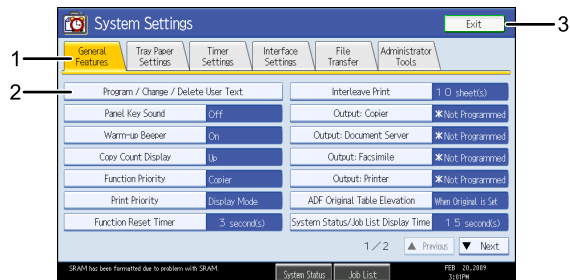 System Settings
Exit
3
1
General Features
Tray Paper Settings
Timer Settings
Interface Settings
File Transfer
Administrator Tools
2
Program / Change / Delete User Text
Interleave Print
10 sheet(s)
Panel Key Sound
Off
Output: Copier
*Not Programmed
Warm-up Beeper
On
Output: Document Server
*Not Programmed
Copy Count Display
Up
Output: Facsimile
*Not Programmed
Function Priority
Copier
Output: Printer
*Not Programmed
Print Priority
Display Mode
ADF Original Table Elevation
When Original is Set
Function Reset Timer
3 second(s)
System Status/Job List Display Time
15 second(s)
1/2
▲ Previous
▼ Next
SRAM has been formatted due to problem with SRAM.
System Status
Job List
FEB 20,2009
3:01PM